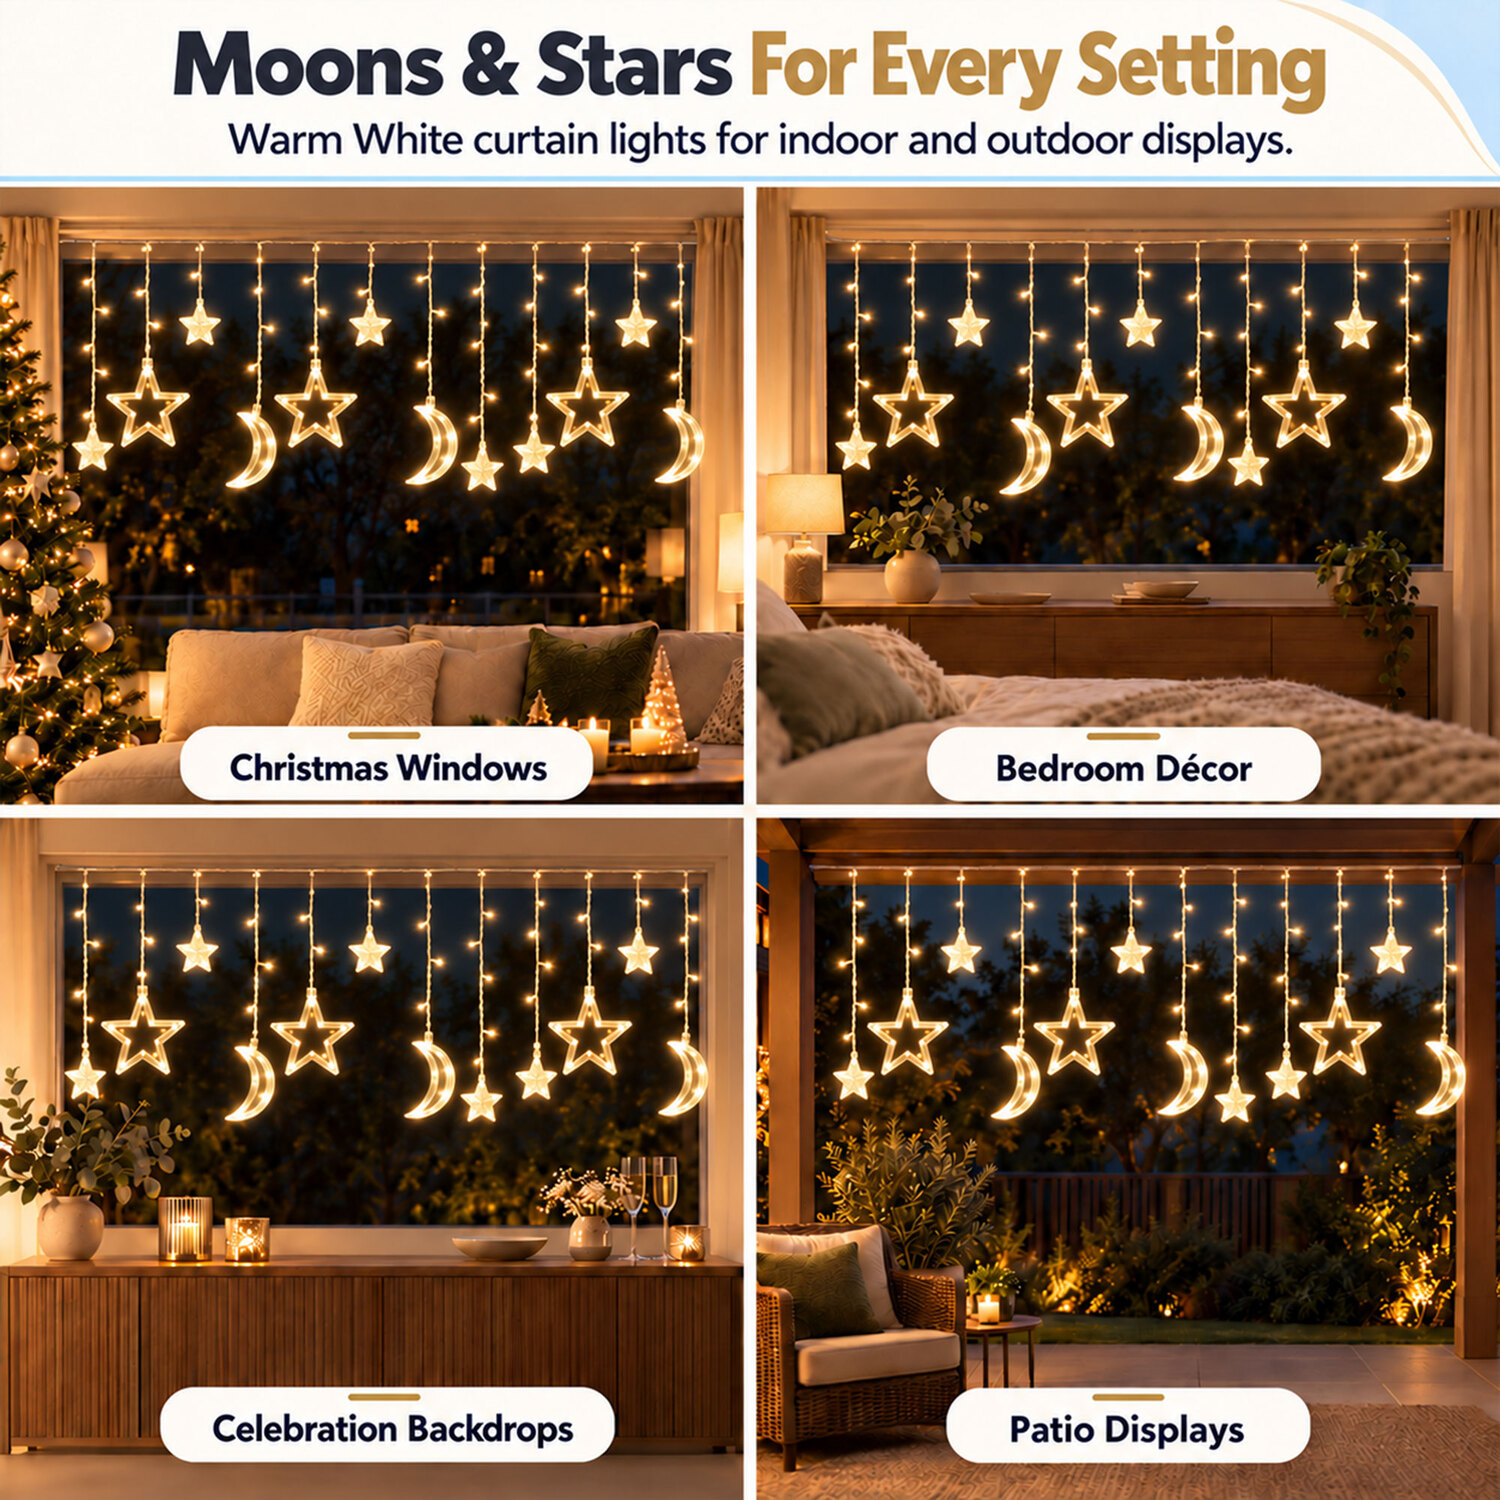 Moons & Stars For Every Setting
Warm White curtain lights for indoor and outdoor displays.
Christmas Windows
Bedroom Décor
Celebration Backdrops
Patio Displays